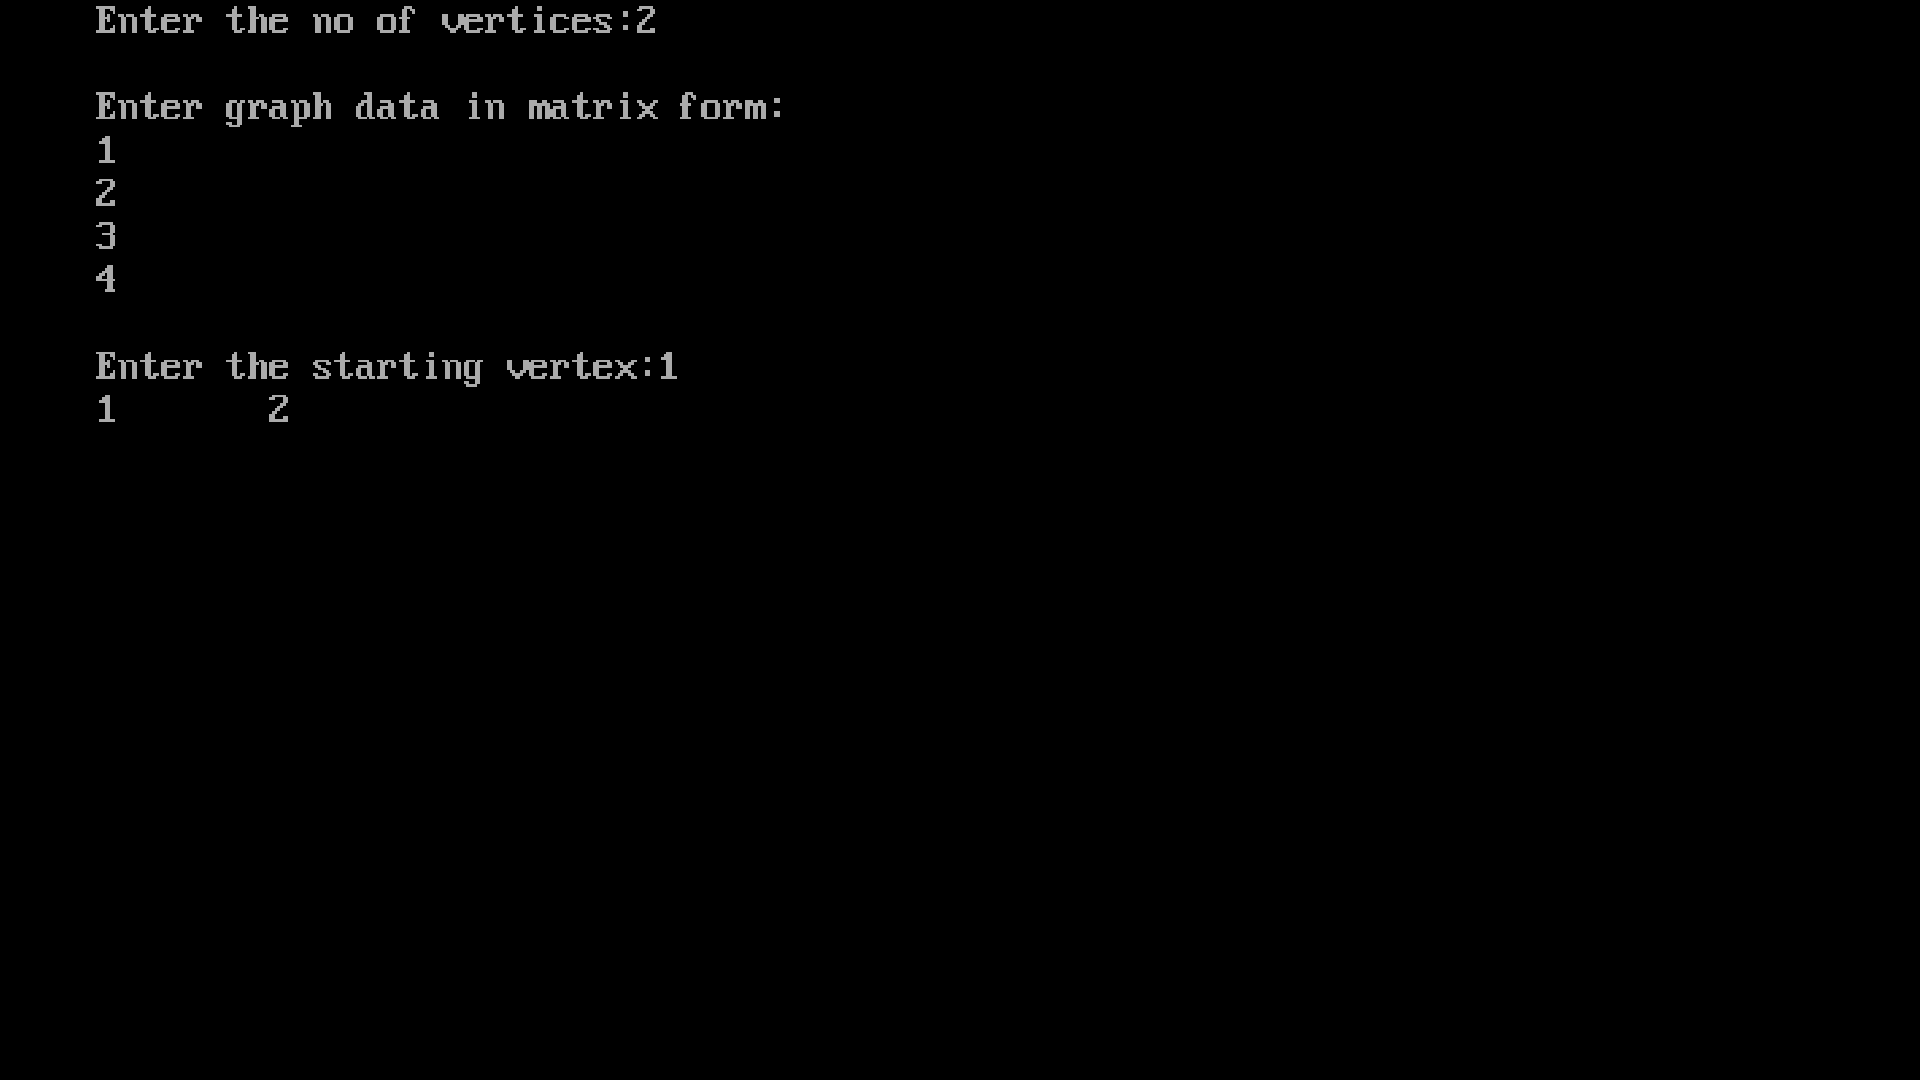 Enter the no of vertices:2
Enter graph data in matrix form:
1
2
3
4
Enter the starting vertex:1
1 2